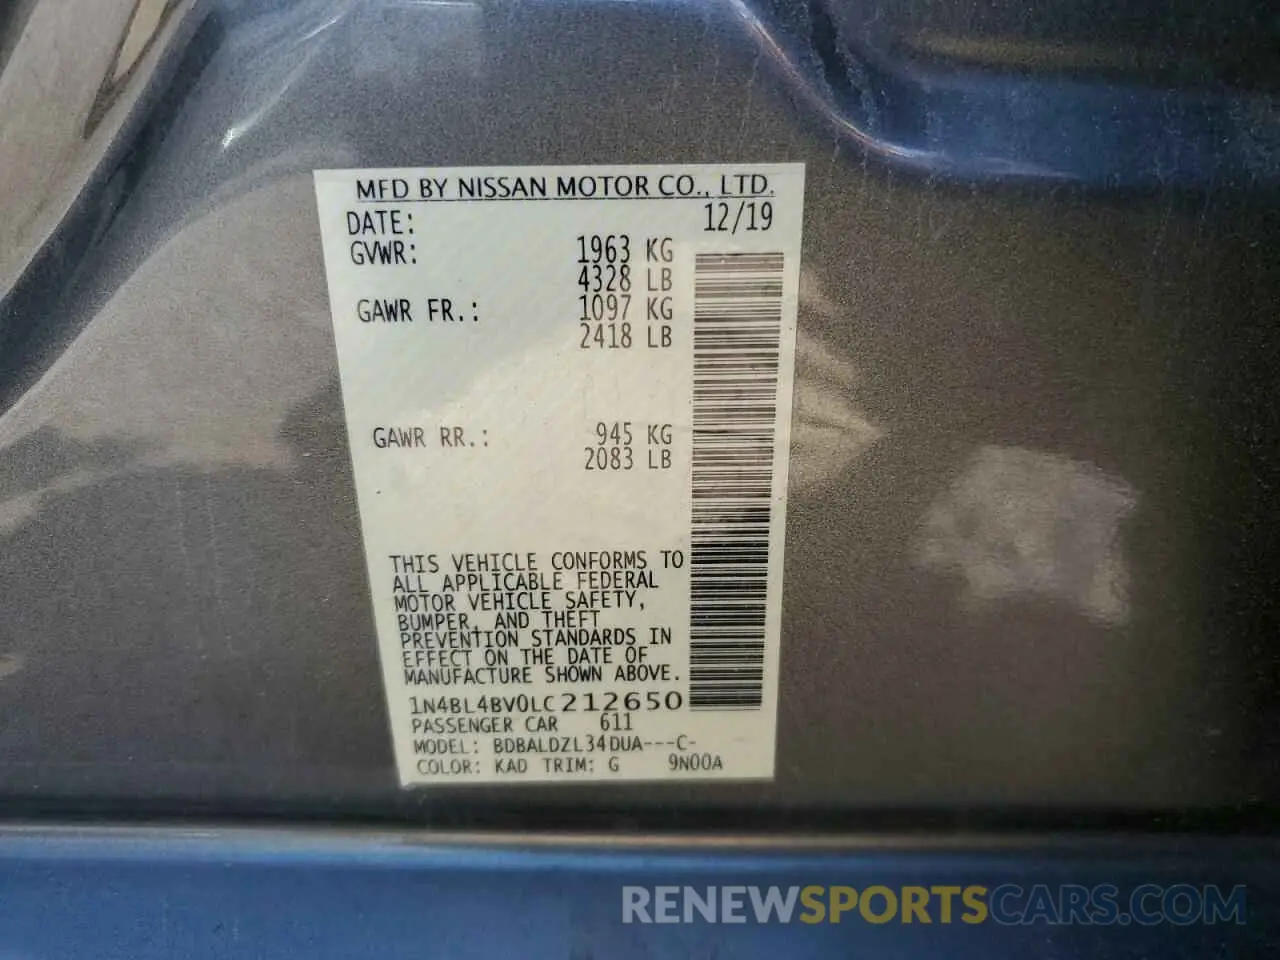 MFD BY NISSAN MOTOR CO., LTD.
DATE: 12/19
GVWR: 1963 KG
4328 LB
GAWR FR.: 1097 KG
2418 LB
GAWR RR.: 945 KG
2083 LB
THIS VEHICLE CONFORMS TO
ALL APPLICABLE FEDERAL
MOTOR VEHICLE SAFETY,
BUMPER, AND THEFT
PREVENTION STANDARDS IN
EFFECT ON THE DATE OF
MANUFACTURE SHOWN ABOVE.
1N4BL4BV0LC212650
PASSENGER CAR 611
MODEL: BDBALDZL34DUA---C-
COLOR: KAD TRIM: G 9N00A
RENEWSPORTSCARS.COM